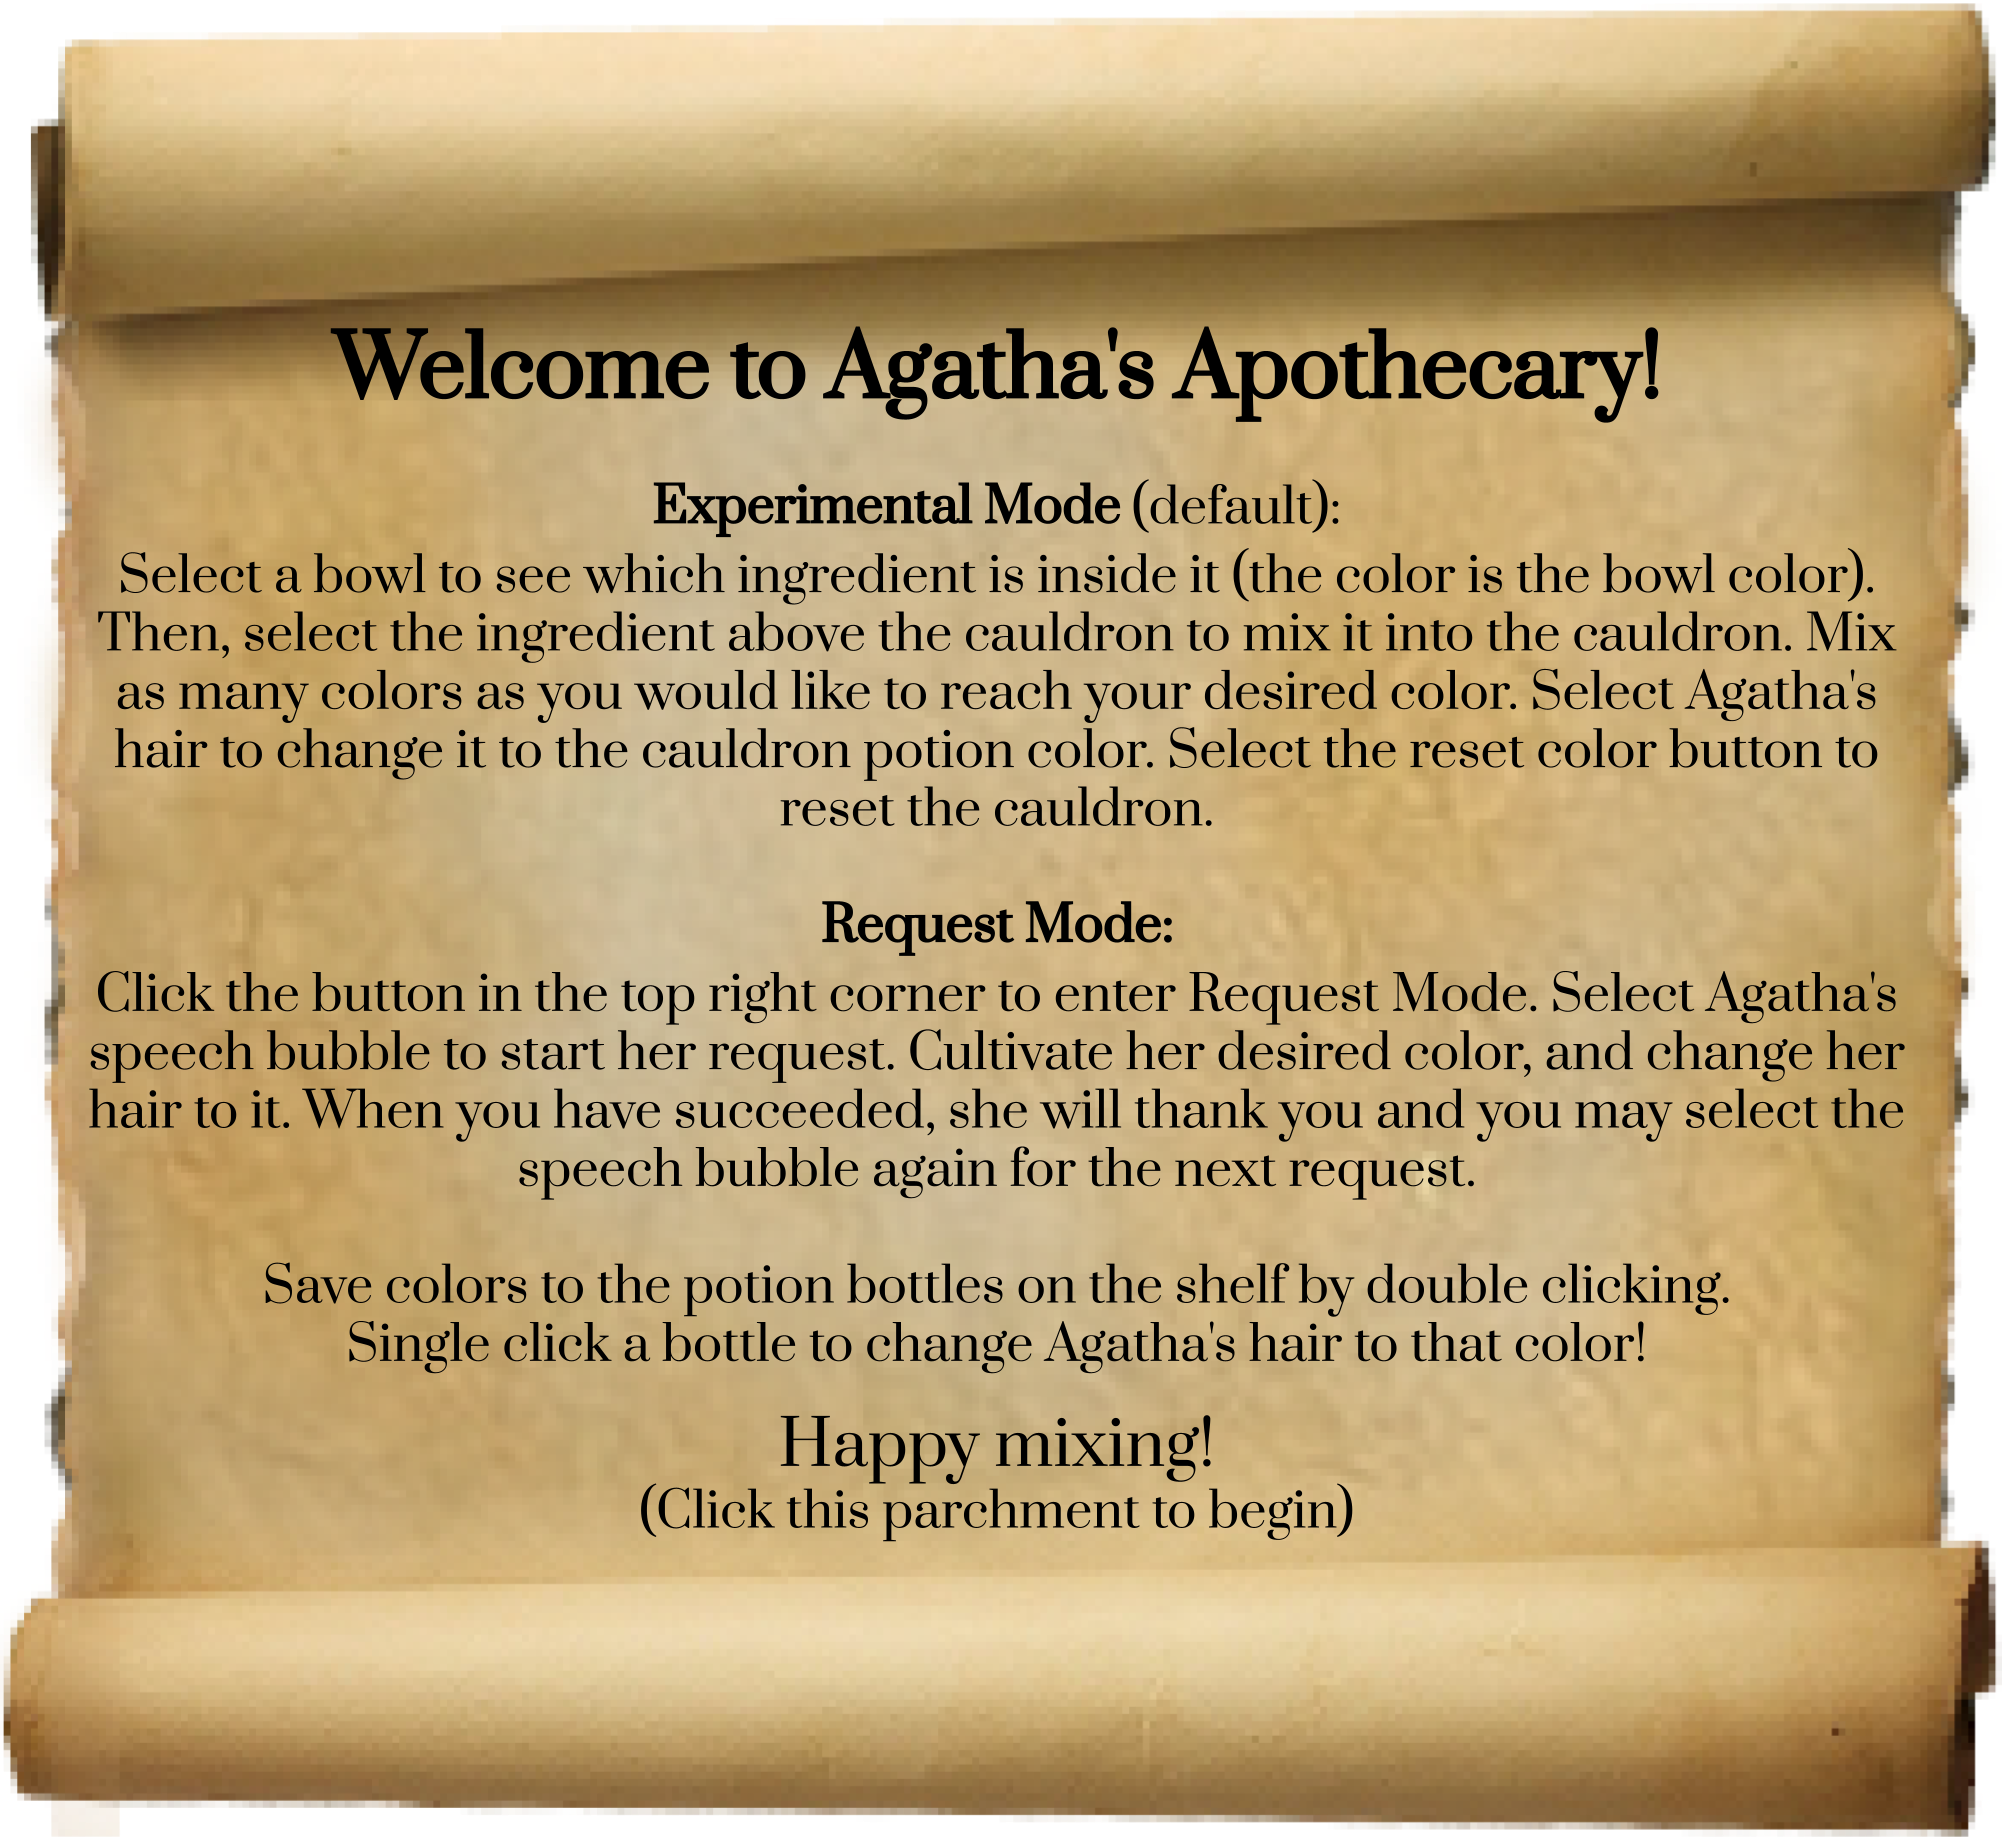 Welcome to Agatha's Apothecary!
Experimental Mode (default):
Select a bowl to see which ingredient is inside it (the color is the bowl color).
Then, select the ingredient above the cauldron to mix it into the cauldron. Mix
as many colors as you would like to reach your desired color. Select Agatha's
hair to change it to the cauldron potion color. Select the reset color button to
reset the cauldron.
Request Mode:
Click the button in the top right corner to enter Request Mode. Select Agatha's
speech bubble to start her request. Cultivate her desired color, and change her
hair to it. When you have succeeded, she will thank you and you may select the
speech bubble again for the next request.
Save colors to the potion bottles on the shelf by double clicking.
Single click a bottle to change Agatha's hair to that color!
Happy mixing!
(Click this parchment to begin)